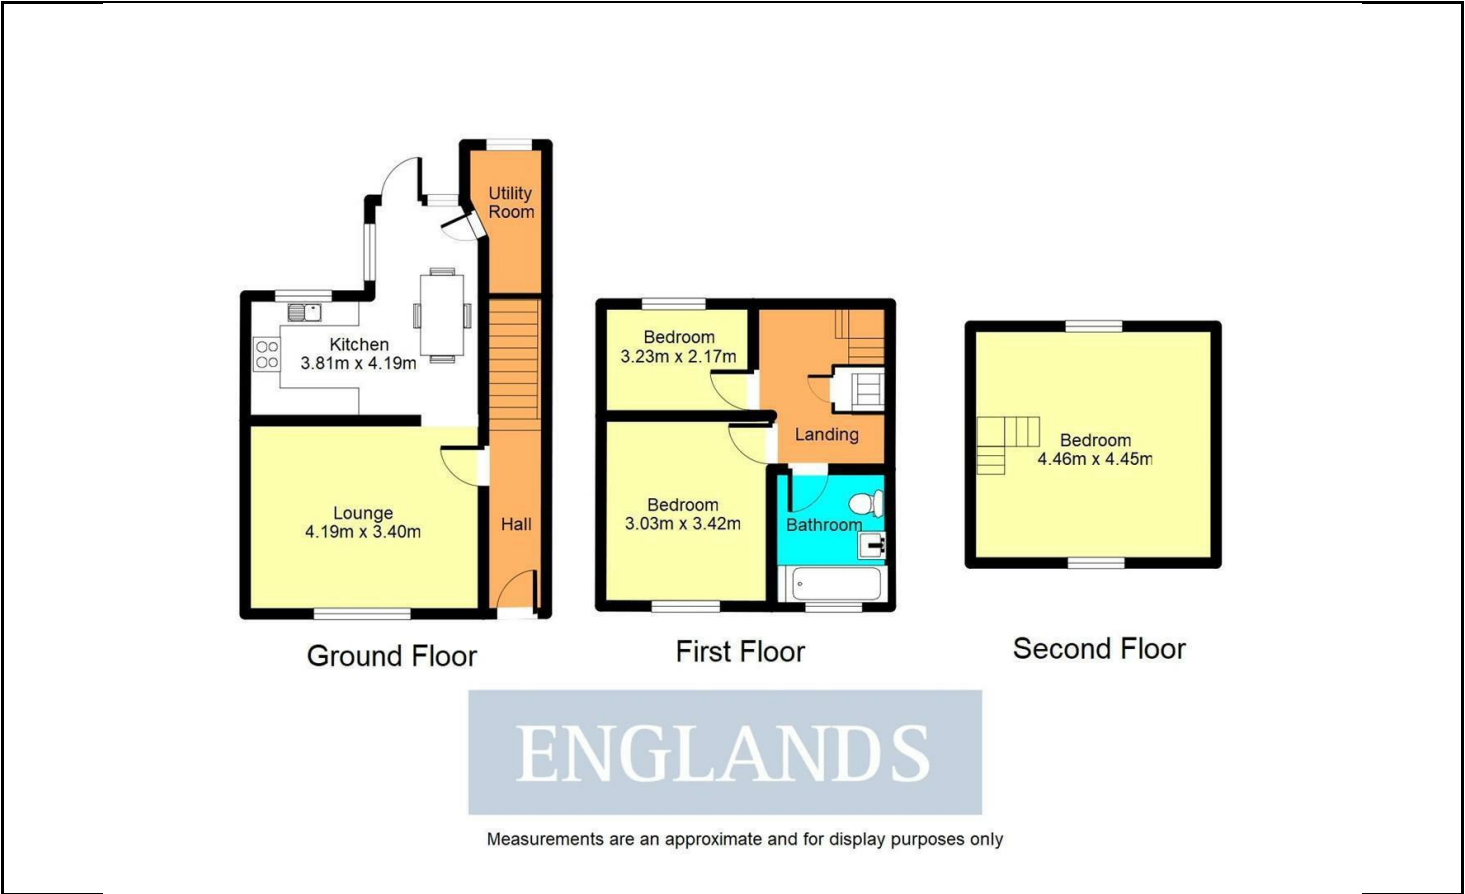 Utility
Room
Kitchen
3.81m x 4.19m
Lounge
4.19m x 3.40m
Hall
Ground Floor
Bedroom
3.23m x 2.17m
Landing
Bedroom
3.03m x 3.42m
Bathroom
First Floor
Bedroom
4.46m x 4.45m
Second Floor
ENGLANDS
Measurements are an approximate and for display purposes only